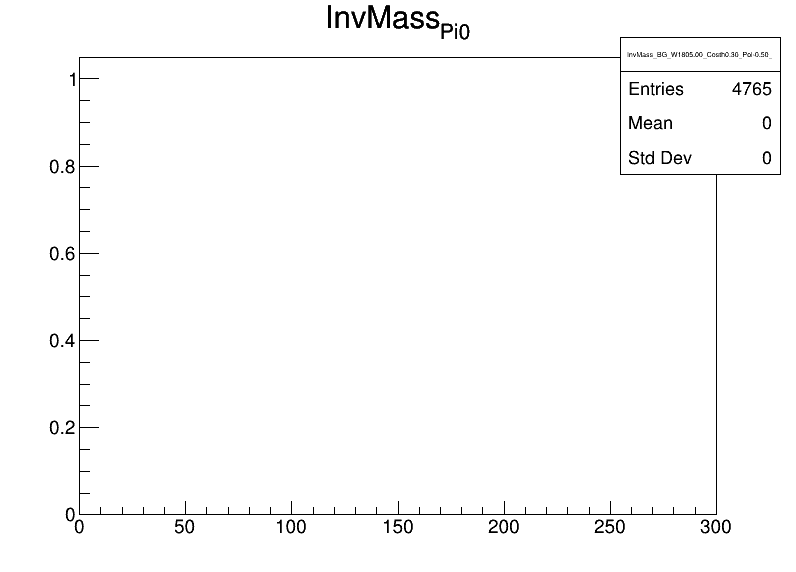 InvMass_Pi0
InvMass_BG_W1805.00_Costh0.30_Pol-0.50_
Entries 4765
Mean 0
Std Dev 0
1
0.8
0.6
0.4
0.2
0
0 50 100 150 200 250 300